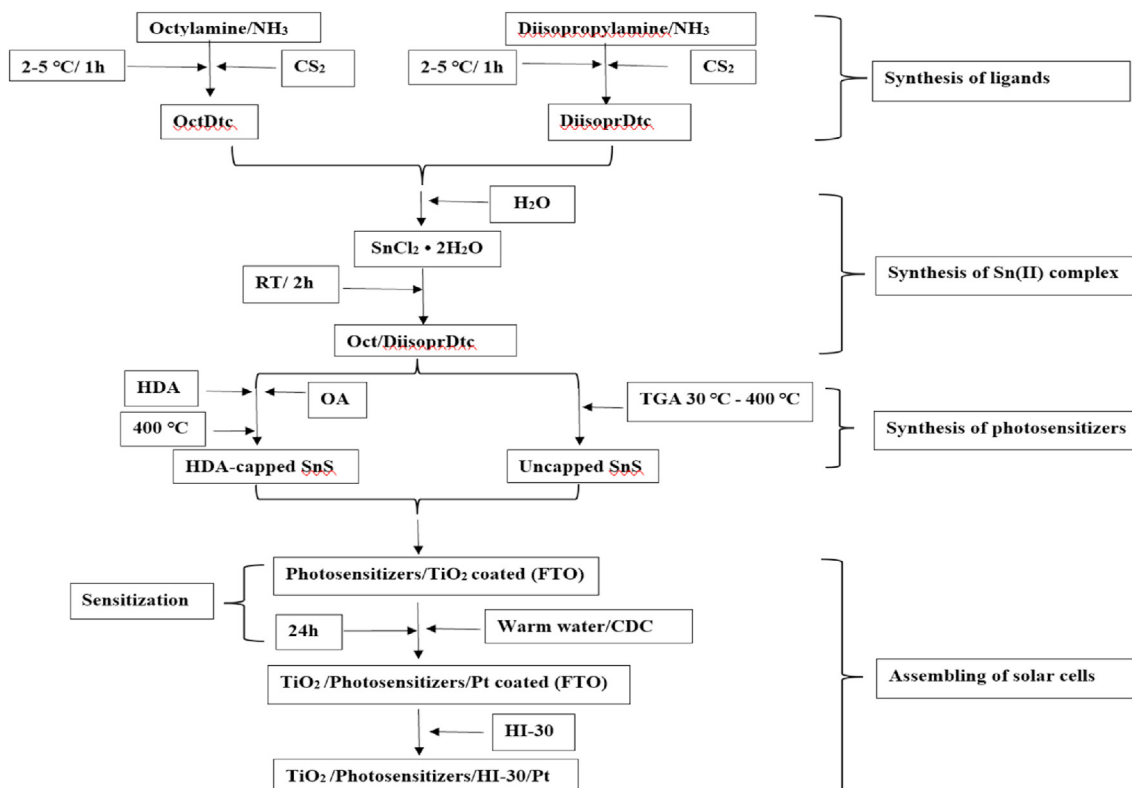 Octylamine/NH₃
Diisopropylamine/NH₃
2-5 °C/ 1h
CS₂
2-5 °C/ 1h
CS₂
Synthesis of ligands
OctDtc
DiisoprDtc
H₂O
SnCl₂ • 2H₂O
RT/ 2h
Synthesis of Sn(II) complex
Oct/DiisoprDtc
HDA
OA
TGA 30 °C - 400 °C
400 °C
Synthesis of photosensitizers
HDA-capped SnS
Uncapped SnS
Photosensitizers/TiO₂ coated (FTO)
Sensitization
24h
Warm water/CDC
TiO₂ /Photosensitizers/Pt coated (FTO)
Assembling of solar cells
HI-30
TiO₂ /Photosensitizers/HI-30/Pt